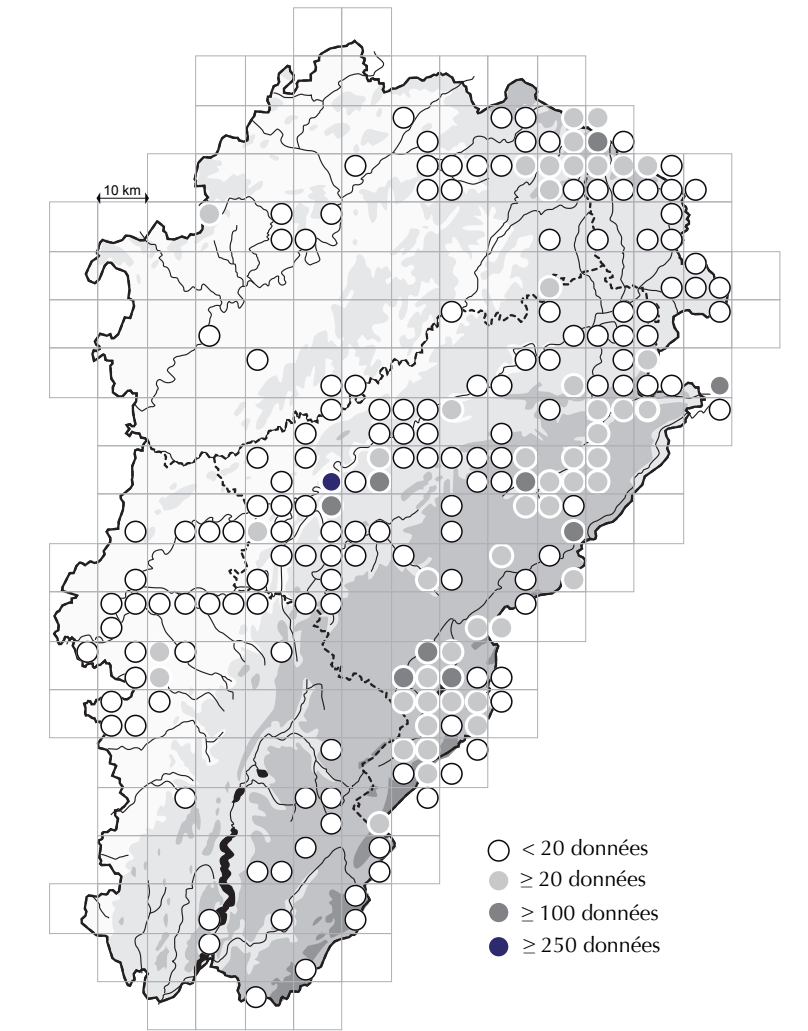 10 km
< 20 données
≥ 20 données
≥ 100 données
≥ 250 données